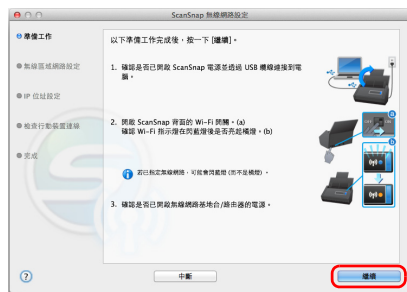 ScanSnap 無線網路設定
準備工作
無線區域網路設定
IP 位址設定
檢查行動裝置連線
完成
以下準備工作完成後，按一下 [繼續]。
1. 確認是否已開啟 ScanSnap 電源並透過 USB 纜線連接到電
腦。
2. 開啟 ScanSnap 背面的 Wi-Fi 開關。(a)
確認 Wi-Fi 指示燈在閃藍燈後是否亮起橘燈。(b)
若已指定無線網路，可能會閃藍燈 (而不是橘燈)。
3. 確認是否已開啟無線網路基地台/路由器的電源。
a
b
?
中斷
繼續